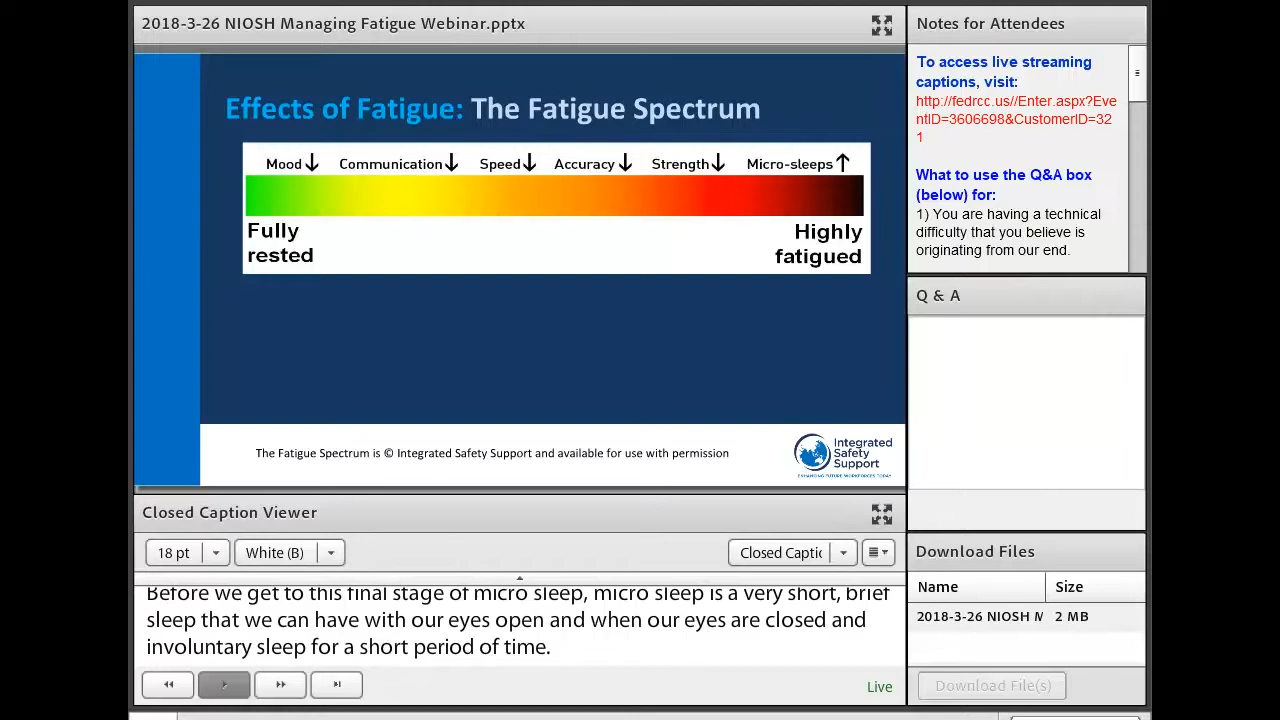 2018-3-26 NIOSH Managing Fatigue Webinar.pptx
Effects of Fatigue: The Fatigue Spectrum
Mood↓ Communication↓ Speed↓ Accuracy↓ Strength↓ Micro-sleeps↑
Fully
rested
Highly
fatigued
The Fatigue Spectrum is © Integrated Safety Support and available for use with permission
Integrated
Safety
Support
ENHANCING FUTURE WORKFORCES TODAY
Closed Caption Viewer
18 pt
White (B)
Closed Captic
Before we get to this final stage of micro sleep, micro sleep is a very short, brief
sleep that we can have with our eyes open and when our eyes are closed and
involuntary sleep for a short period of time.
Live
Notes for Attendees
To access live streaming
captions, visit:
http://fedrcc.us//Enter.aspx?Eve
ntID=3606698&CustomerID=32
1
What to use the Q&A box
(below) for:
1) You are having a technical
difficulty that you believe is
originating from our end.
Q & A
Download Files
Name Size
2018-3-26 NIOSH M 2 MB
Download File(s)